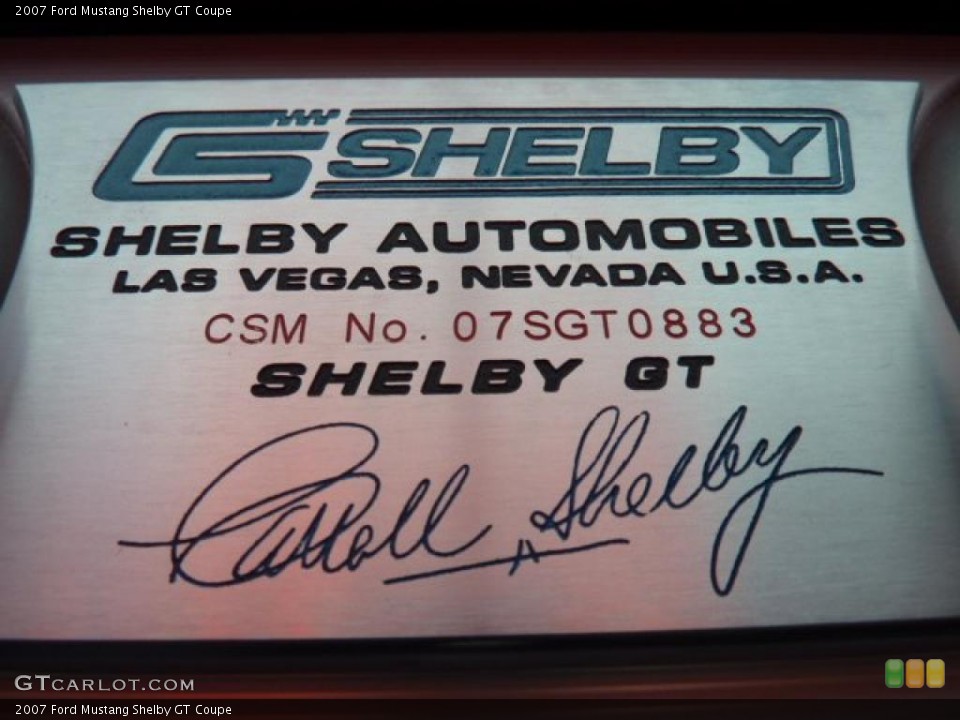 2007 Ford Mustang Shelby GT Coupe
GS SHELBY
SHELBY AUTOMOBILES
LAS VEGAS, NEVADA U.S.A.
CSM No. 07SGT0883
SHELBY GT
Carroll Shelby
GTCARLOT.COM
2007 Ford Mustang Shelby GT Coupe